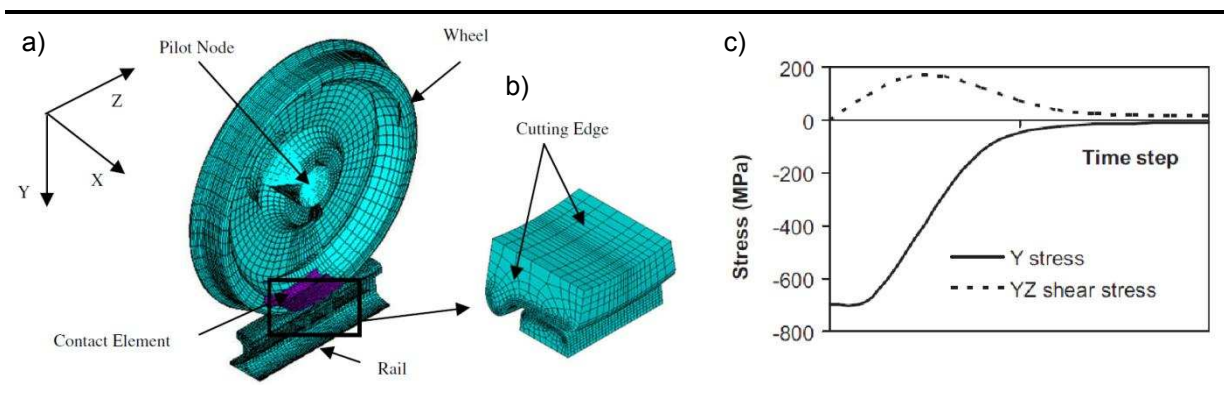 a)
Pilot Node
Wheel
Z
X
Y
Contact Element
Rail
b)
Cutting Edge
c)
200
0
-200
-400
-600
-800
Stress (MPa)
Time step
Y stress
YZ shear stress